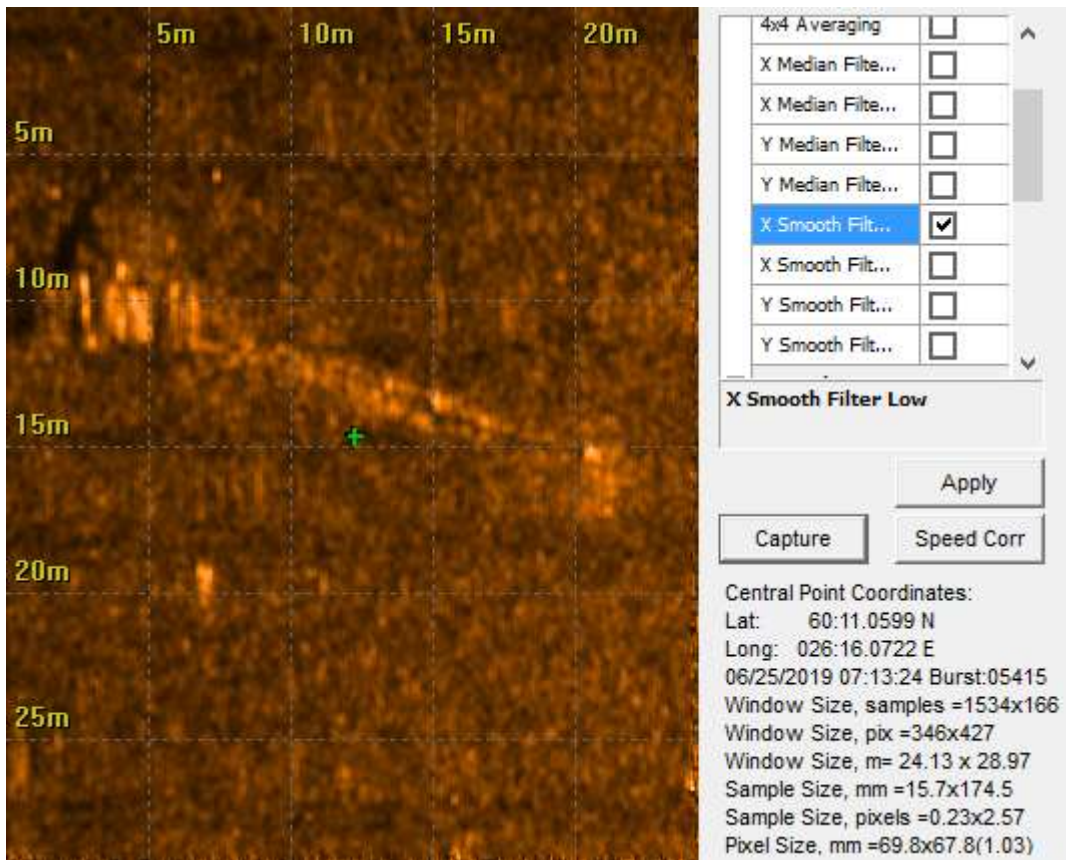 5m 10m 15m 20m
5m
10m
15m
20m
25m
4x4 Averaging
X Median Filte...
X Median Filte...
Y Median Filte...
Y Median Filte...
X Smooth Filt...
X Smooth Filt...
Y Smooth Filt...
Y Smooth Filt...
X Smooth Filter Low
Apply
Capture Speed Corr
Central Point Coordinates:
Lat: 60:11.0599 N
Long: 026:16.0722 E
06/25/2019 07:13:24 Burst:05415
Window Size, samples =1534x166
Window Size, pix =346x427
Window Size, m= 24.13 x 28.97
Sample Size, mm =15.7x174.5
Sample Size, pixels =0.23x2.57
Pixel Size, mm =69.8x67.8(1.03)